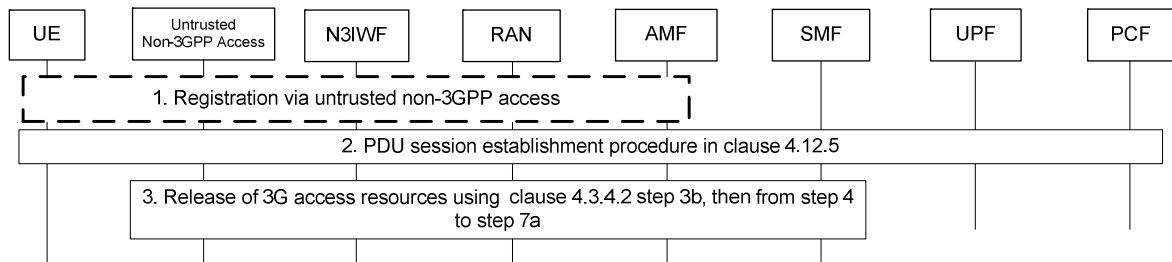 UE
Untrusted
Non-3GPP Access
N3IWF
RAN
AMF
SMF
UPF
PCF
1. Registration via untrusted non-3GPP access
2. PDU session establishment procedure in clause 4.12.5
3. Release of 3G access resources using clause 4.3.4.2 step 3b, then from step 4
to step 7a